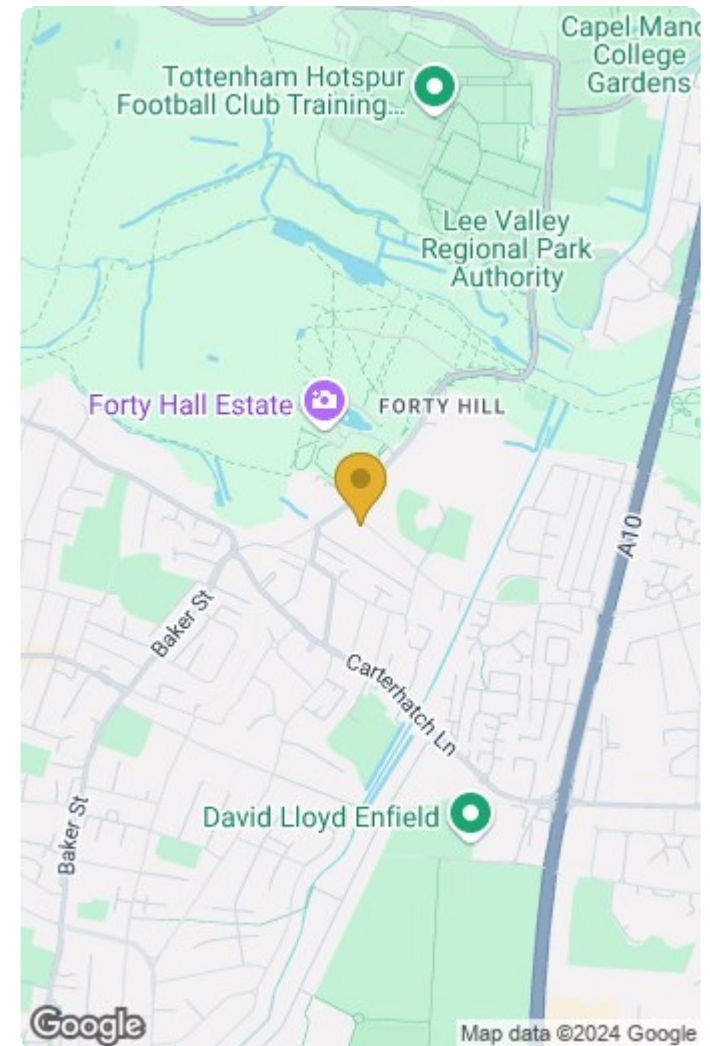 Capel Mano
College
Gardens
Tottenham Hotspur
Football Club Training...
Lee Valley
Regional Park
Authority
Forty Hall Estate
FORTY HILL
A10
Baker St
Carterhatch Ln
David Lloyd Enfield
Baker St
Google
Map data ©2024 Google